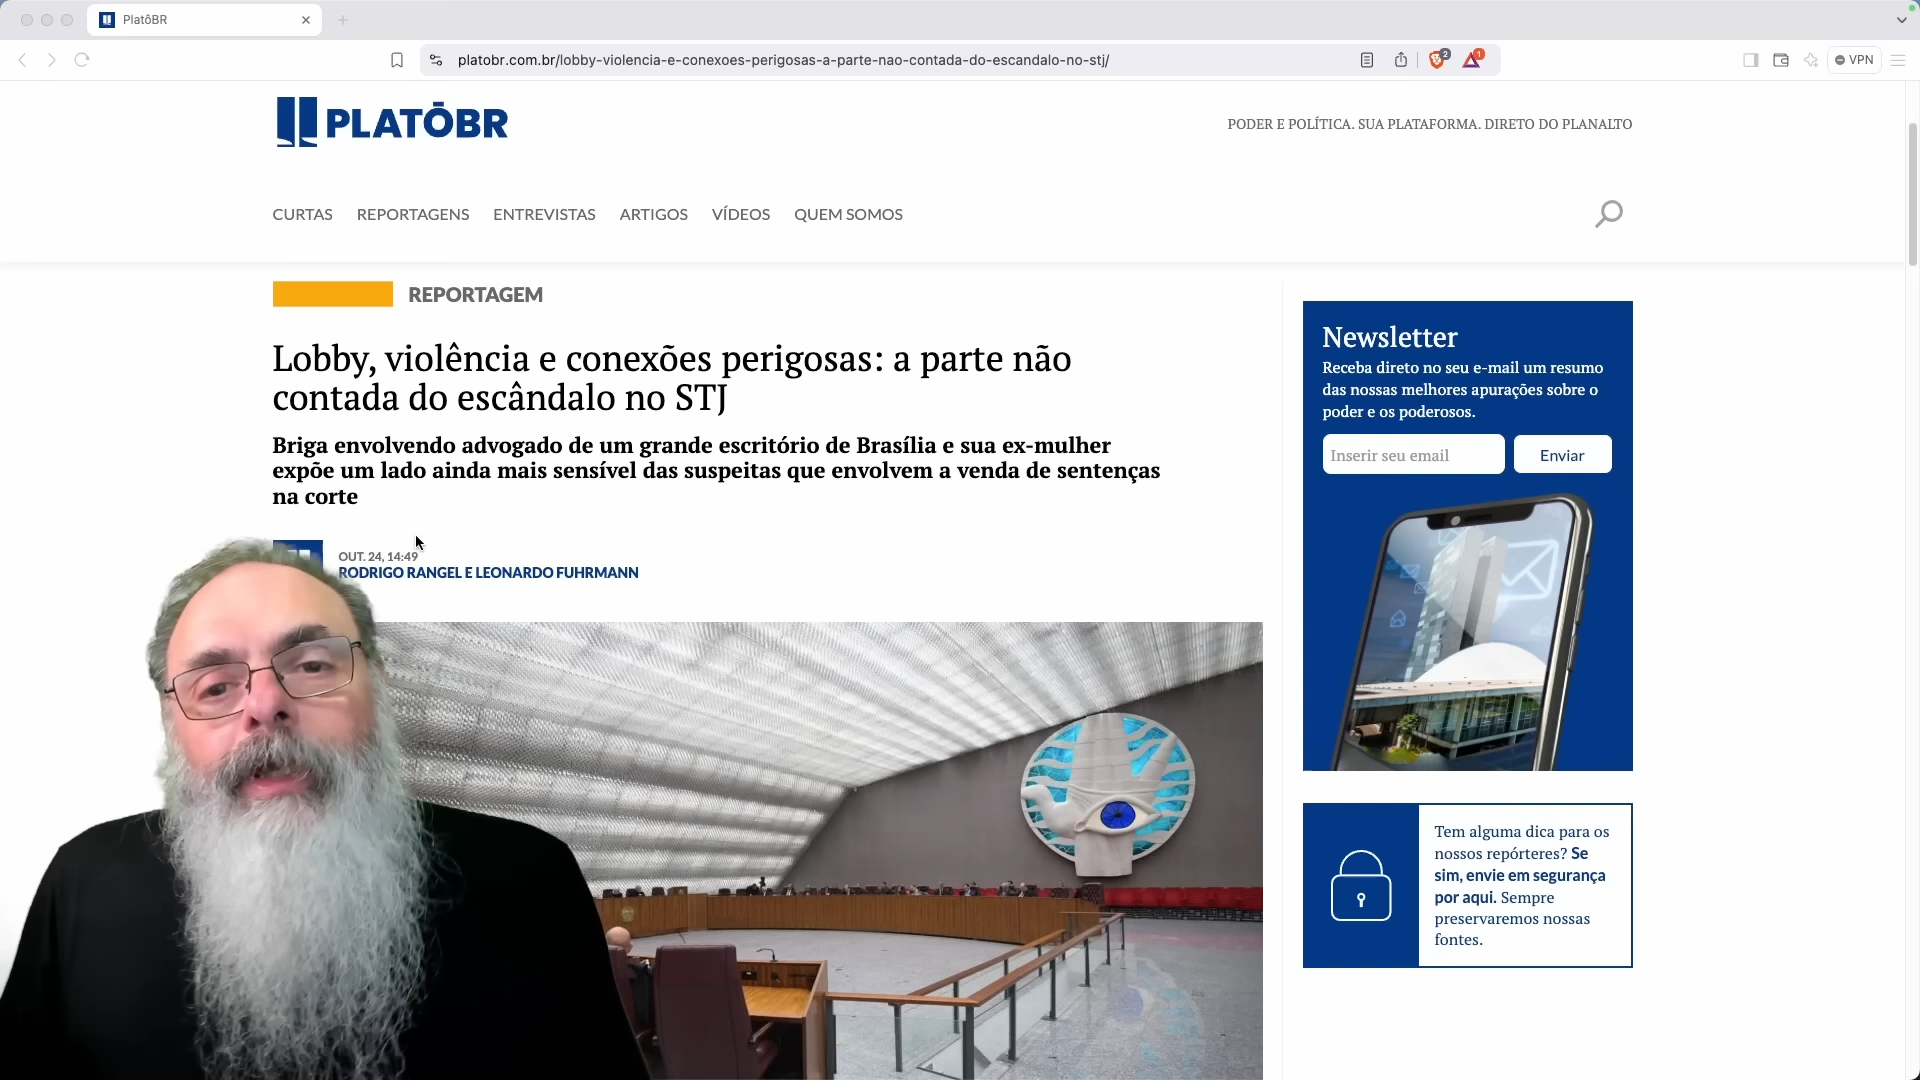 PlatôBR
platobr.com.br/lobby-violencia-e-conexoes-perigosas-a-parte-nao-contada-do-escandalo-no-stj/
2
1
VPN
PLATÔBR
PODER E POLÍTICA. SUA PLATAFORMA. DIRETO DO PLANALTO
CURTAS REPORTAGENS ENTREVISTAS ARTIGOS VÍDEOS QUEM SOMOS
REPORTAGEM
Lobby, violência e conexões perigosas: a parte não
contada do escândalo no STJ
Briga envolvendo advogado de um grande escritório de Brasília e sua ex-mulher
expõe um lado ainda mais sensível das suspeitas que envolvem a venda de sentenças
na corte
OUT. 24, 14:49
RODRIGO RANGEL E LEONARDO FUHRMANN
Newsletter
Receba direto no seu e-mail um resumo
das nossas melhores apurações sobre o
poder e os poderosos.
Inserir seu email
Enviar
Tem alguma dica para os
nossos repórteres? Se
sim, envie em segurança
por aqui. Sempre
preservaremos nossas
fontes.